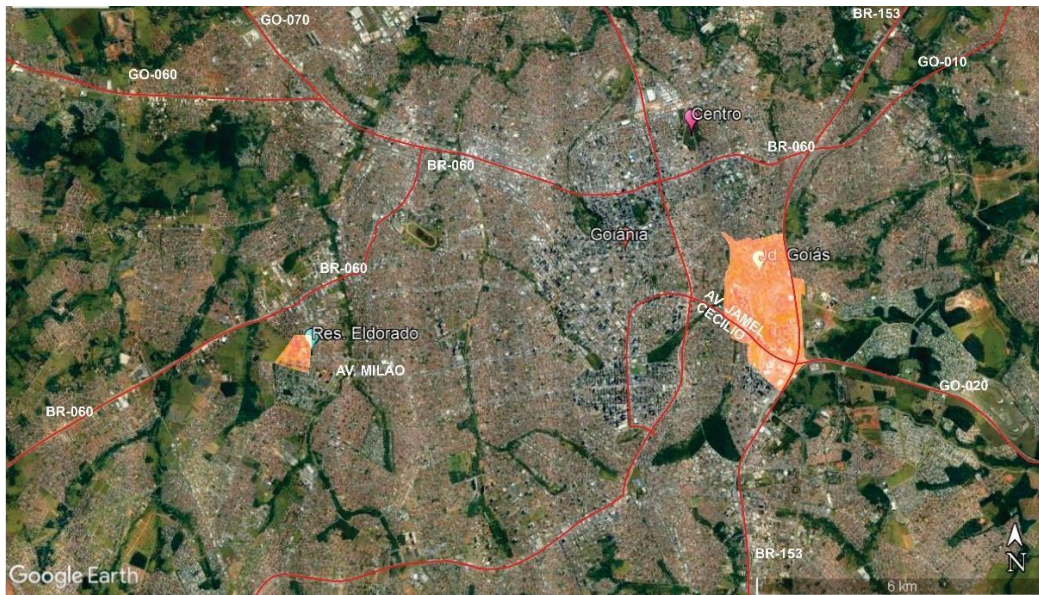 GO-070
BR-153
GO-060
GO-010
Centro
BR-060
BR-060
Goiânia
Jd Goiás
BR-060
AV. JAMEL
CECILIO
Res. Eldorado
AV. MILÃO
GO-020
BR-060
BR-153
N
Google Earth
6 km